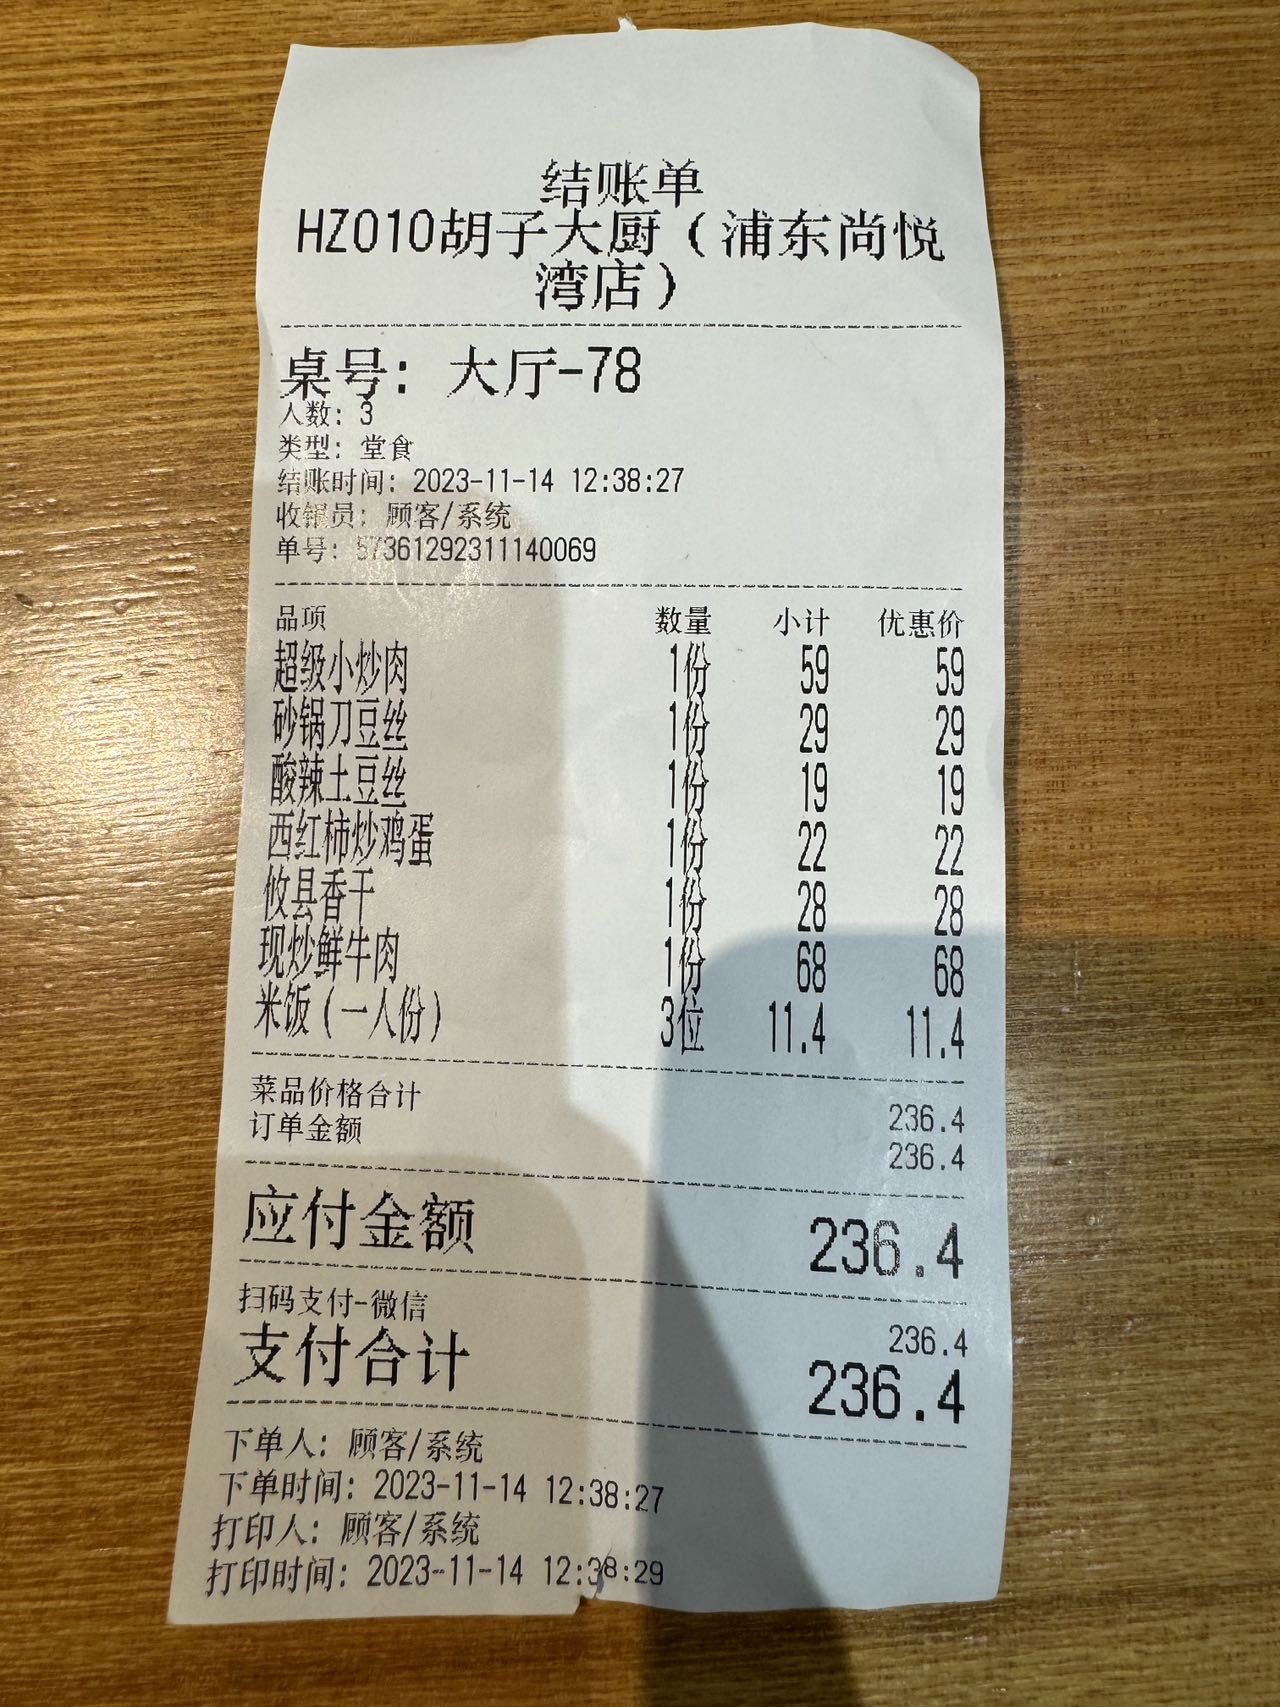 结账单
HZ010胡子大厨（浦东尚悦
湾店）
桌号: 大厅-78
人数: 3
类型: 堂食
结账时间: 2023-11-14 12:38:27
收银员: 顾客/系统
单号: 57361292311140069
品项 数量 小计 优惠价
超级小炒肉 1份 59 59
砂锅刀豆丝 1份 29 29
酸辣土豆丝 1份 19 19
西红柿炒鸡蛋 1份 22 22
攸县香干 1份 28 28
现炒鲜牛肉 1份 68 68
米饭（一人份） 3位 11.4 11.4
菜品价格合计 236.4
订单金额 236.4
应付金额 236.4
扫码支付-微信 236.4
支付合计 236.4
下单人: 顾客/系统
下单时间: 2023-11-14 12:38:27
打印人: 顾客/系统
打印时间: 2023-11-14 12:38:29